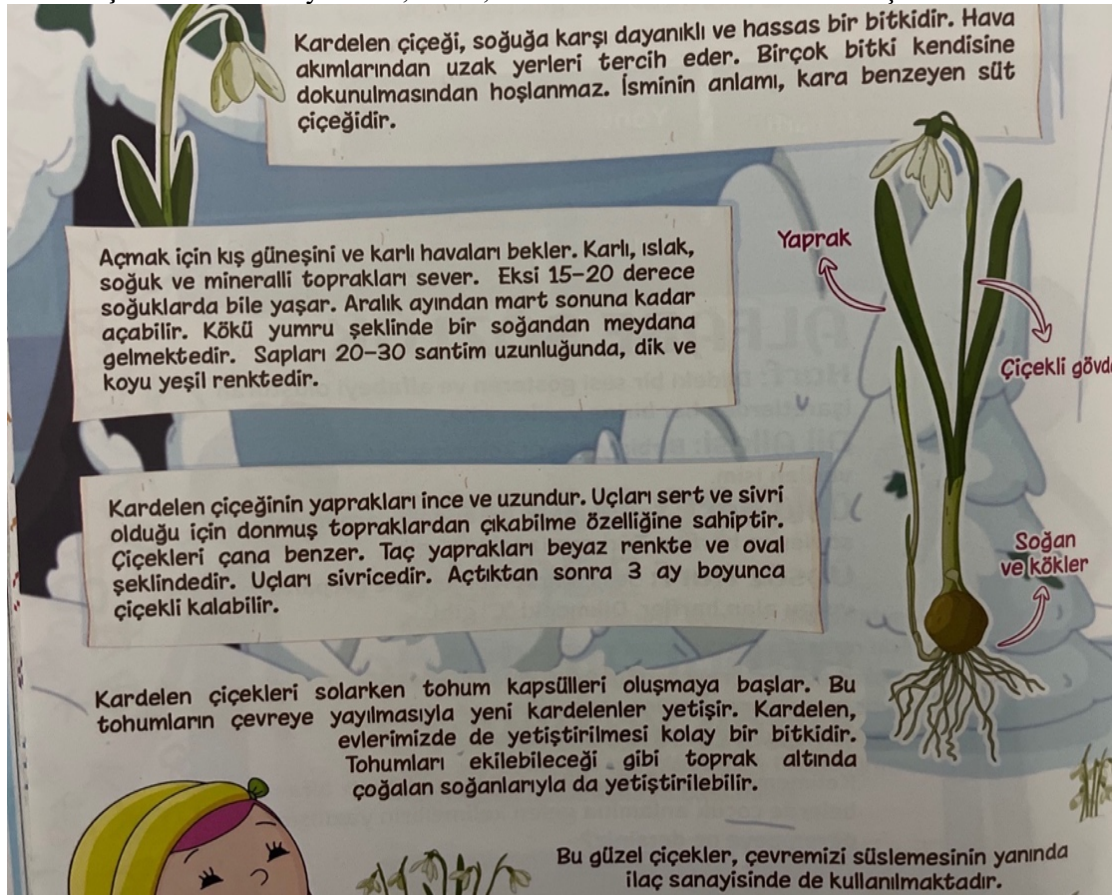 Kardelen çiçeği, soğuğa karşı dayanıklı ve hassas bir bitkidir. Hava
akımlarından uzak yerleri tercih eder. Birçok bitki kendisine
dokunulmasından hoşlanmaz. İsminin anlamı, kara benzeyen süt
çiçeğidir.
Açmak için kış güneşini ve karlı havaları bekler. Karlı, ıslak,
soğuk ve mineralli toprakları sever. Eksi 15-20 derece
soğuklarda bile yaşar. Aralık ayından mart sonuna kadar
açabilir. Kökü yumru şeklinde bir soğandan meydana
gelmektedir. Sapları 20-30 santim uzunluğunda, dik ve
koyu yeşil renktedir.
Yaprak
Çiçekli
Kardelen çiçeğinin yaprakları ince ve uzundur. Uçları sert ve sivri
olduğu için donmuş topraklardan çıkabilme özelliğine sahiptir.
Çiçekleri çana benzer. Taç yaprakları beyaz renkte ve oval
şeklindedir. Uçları sivricedir. Açtıktan sonra 3 ay boyunca
çiçekli kalabilir.
Soğan
ve kökler
Kardelen çiçekleri solarken tohum kapsülleri oluşmaya başlar. Bu
tohumların çevreye yayılmasıyla yeni kardelenler yetişir. Kardelen,
evlerimizde de yetiştirilmesi kolay bir bitkidir.
Tohumları ekilebileceği gibi toprak altında
çoğalan soğanlarıyla da yetiştirilebilir.
Bu güzel çiçekler, çevremizi süslemesinin yanında
ilaç sanayisinde de kullanılmaktadır.